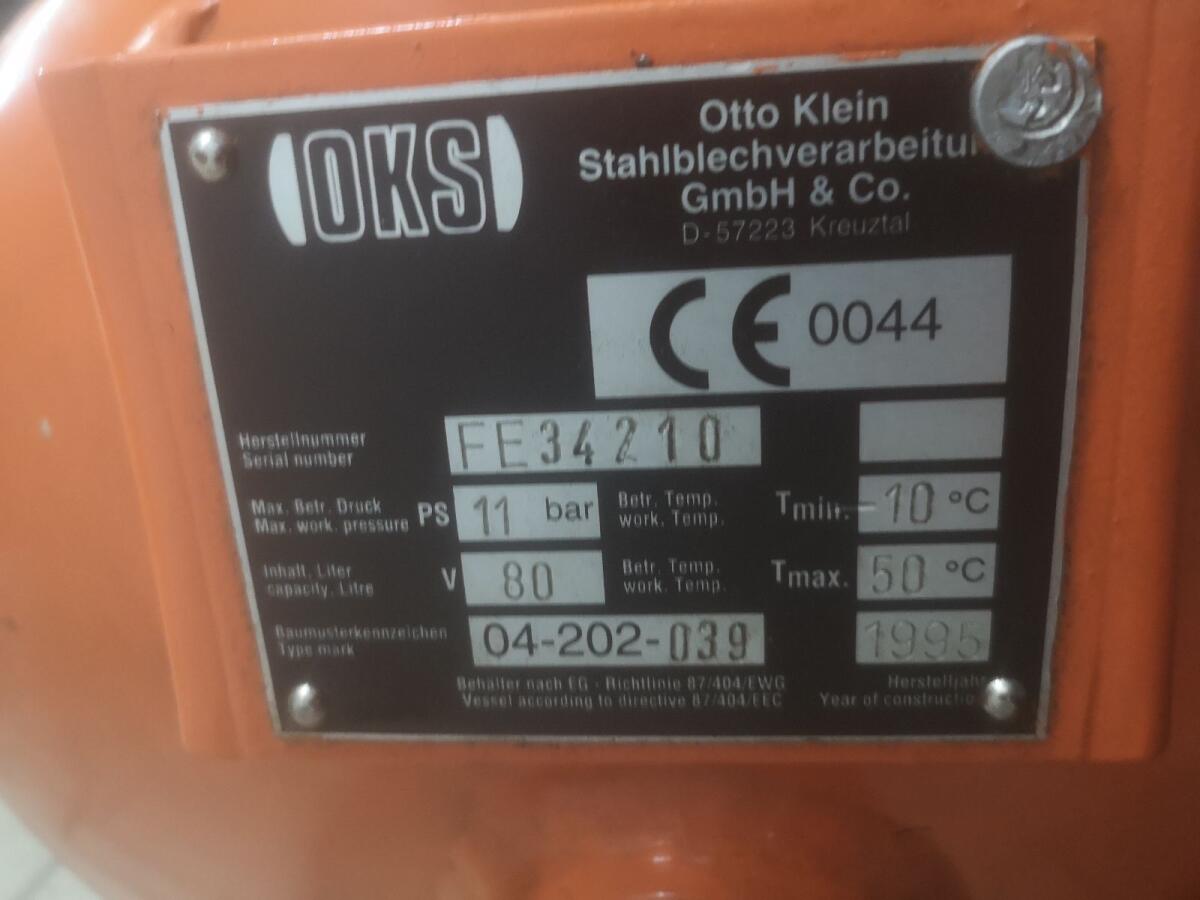 OKS
Otto Klein
Stahlblechverarbeitun
GmbH & Co.
D-57223 Kreuztal
CE 0044
Herstellnummer
Serial number
FE34210
Max. Betr. Druck
Max. work. pressure
PS 11 bar
Betr. Temp.
work. Temp.
Tmin. -10 °C
Inhalt, Liter
capacity, Litre
V 80
Betr. Temp.
work. Temp.
Tmax. 50 °C
Baumusterkennzeichen
Type mark
04-202-039
1995
Behälter nach EG - Richtlinie 87/404/EWG
Vessel according to directive 87/404/EEC
Herstelljah
Year of construction